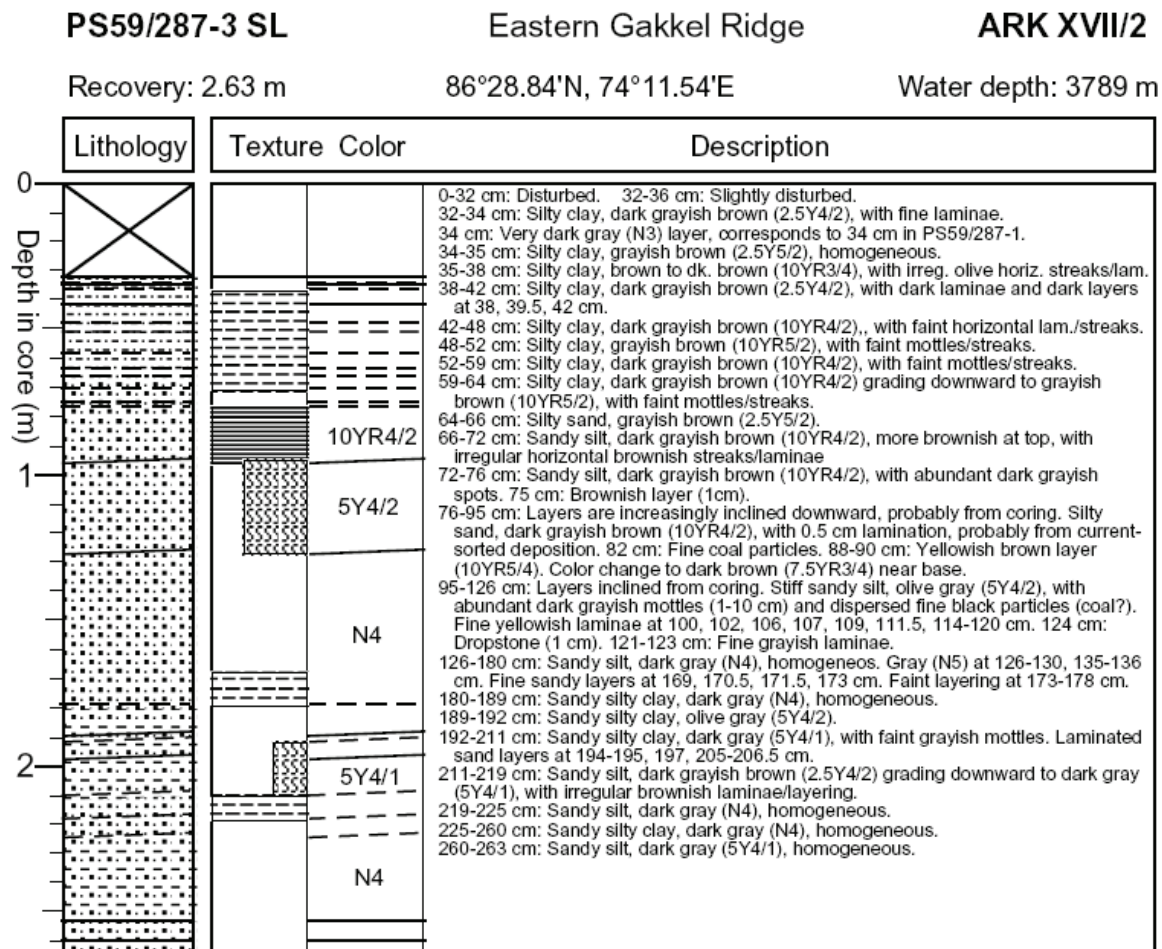 PS59/287-3 SL Eastern Gakkel Ridge ARK XVII/2
Recovery: 2.63 m 86°28.84'N, 74°11.54'E Water depth: 3789 m
Lithology Texture Color Description
0
Depth in core (m)
1
2
10YR4/2
5Y4/2
N4
5Y4/1
N4
0-32 cm: Disturbed. 32-36 cm: Slightly disturbed.
32-34 cm: Silty clay, dark grayish brown (2.5Y4/2), with fine laminae.
34 cm: Very dark gray (N3) layer, corresponds to 34 cm in PS59/287-1.
34-35 cm: Silty clay, grayish brown (2.5Y5/2), homogeneous.
35-38 cm: Silty clay, brown to dk. brown (10YR3/4), with irreg. olive horiz. streaks/lam.
38-42 cm: Silty clay, dark grayish brown (2.5Y4/2), with dark laminae and dark layers
at 38, 39.5, 42 cm.
42-48 cm: Silty clay, dark grayish brown (10YR4/2),, with faint horizontal lam./streaks.
48-52 cm: Silty clay, grayish brown (10YR5/2), with faint mottles/streaks.
52-59 cm: Silty clay, dark grayish brown (10YR4/2), with faint mottles/streaks.
59-64 cm: Silty clay, dark grayish brown (10YR4/2) grading downward to grayish
brown (10YR5/2), with faint mottles/streaks.
64-66 cm: Silty sand, grayish brown (2.5Y5/2).
66-72 cm: Sandy silt, dark grayish brown (10YR4/2), more brownish at top, with
irregular horizontal brownish streaks/laminae
72-76 cm: Sandy silt, dark grayish brown (10YR4/2), with abundant dark grayish
spots. 75 cm: Brownish layer (1cm).
76-95 cm: Layers are increasingly inclined downward, probably from coring. Silty
sand, dark grayish brown (10YR4/2), with 0.5 cm lamination, probably from current-
sorted deposition. 82 cm: Fine coal particles. 88-90 cm: Yellowish brown layer
(10YR5/4). Color change to dark brown (7.5YR3/4) near base.
95-126 cm: Layers inclined from coring. Stiff sandy silt, olive gray (5Y4/2), with
abundant dark grayish mottles (1-10 cm) and dispersed fine black particles (coal?).
Fine yellowish laminae at 100, 102, 106, 107, 109, 111.5, 114-120 cm. 124 cm:
Dropstone (1 cm). 121-123 cm: Fine grayish laminae.
126-180 cm: Sandy silt, dark gray (N4), homogeneos. Gray (N5) at 126-130, 135-136
cm. Fine sandy layers at 169, 170.5, 171.5, 173 cm. Faint layering at 173-178 cm.
180-189 cm: Sandy silty clay, dark gray (N4), homogeneous.
189-192 cm: Sandy silty clay, olive gray (5Y4/2).
192-211 cm: Sandy silty clay, dark gray (5Y4/1), with faint grayish mottles. Laminated
sand layers at 194-195, 197, 205-206.5 cm.
211-219 cm: Sandy silt, dark grayish brown (2.5Y4/2) grading downward to dark gray
(5Y4/1), with irregular brownish laminae/layering.
219-225 cm: Sandy silt, dark gray (N4), homogeneous.
225-260 cm: Sandy silty clay, dark gray (N4), homogeneous.
260-263 cm: Sandy silt, dark gray (5Y4/1), homogeneous.